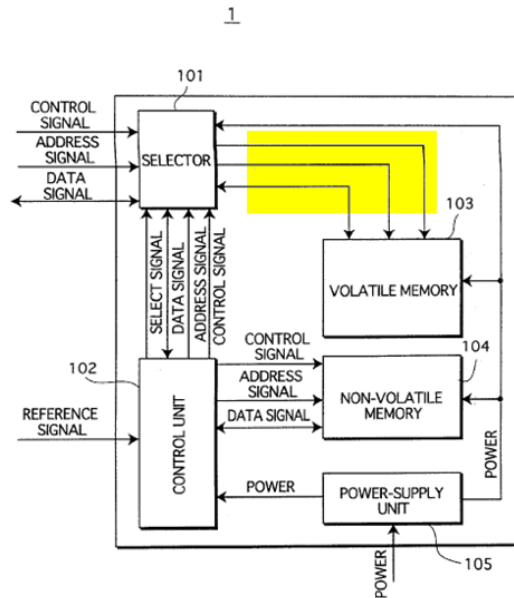 1
101
CONTROL
SIGNAL
ADDRESS
SIGNAL
DATA
SIGNAL
SELECTOR
103
VOLATILE MEMORY
SELECT SIGNAL
DATA SIGNAL
ADDRESS SIGNAL
CONTROL SIGNAL
102
CONTROL
SIGNAL
ADDRESS
SIGNAL
DATA SIGNAL
104
NON-VOLATILE
MEMORY
REFERENCE
SIGNAL
CONTROL UNIT
POWER
POWER
POWER-SUPPLY
UNIT
105
POWER